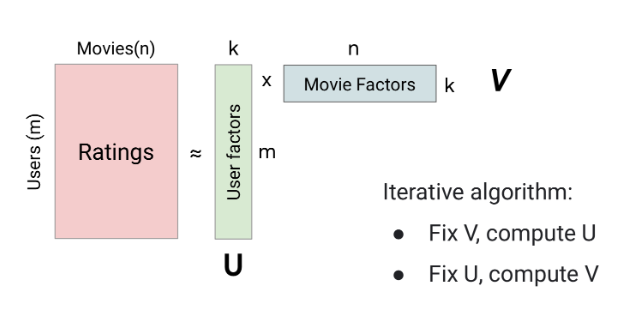 Movies(n)
k
n
Users (m)
Ratings
≈
User factors
x
Movie Factors
k
V
m
U
Iterative algorithm:
● Fix V, compute U
● Fix U, compute V